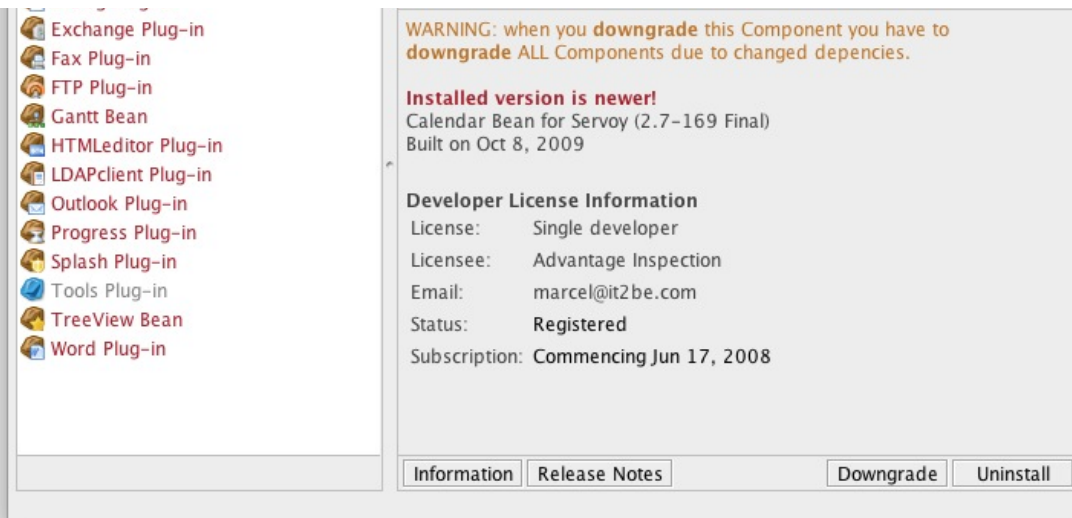 Exchange Plug-in
Fax Plug-in
FTP Plug-in
Gantt Bean
HTMLeditor Plug-in
LDAPclient Plug-in
Outlook Plug-in
Progress Plug-in
Splash Plug-in
Tools Plug-in
TreeView Bean
Word Plug-in
WARNING: when you downgrade this Component you have to
downgrade ALL Components due to changed depencies.
Installed version is newer!
Calendar Bean for Servoy (2.7-169 Final)
Built on Oct 8, 2009
Developer License Information
License: Single developer
Licensee: Advantage Inspection
Email: marcel@it2be.com
Status: Registered
Subscription: Commencing Jun 17, 2008
Information Release Notes Downgrade Uninstall